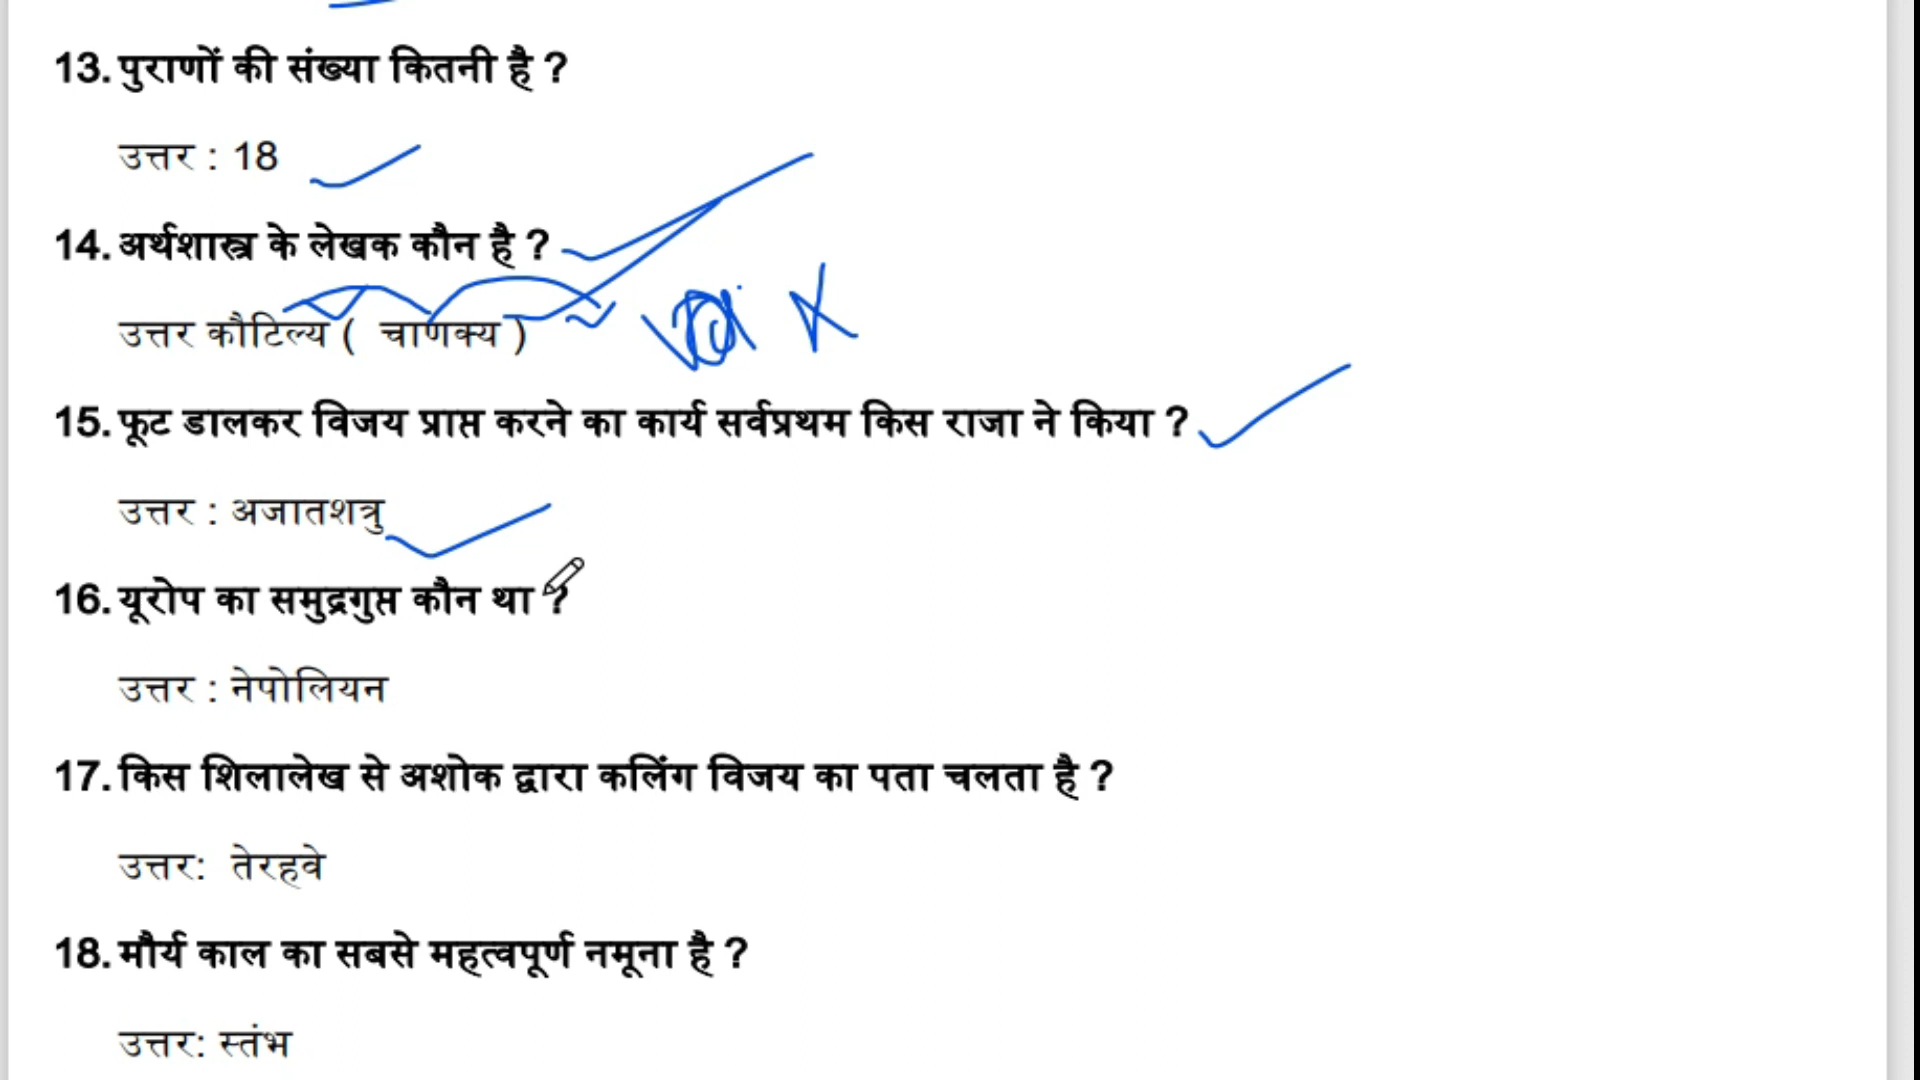 13. पुराणों की संख्या कितनी है ?
उत्तर : 18
14. अर्थशास्त्र के लेखक कौन है ?
उत्तर कौटिल्य ( चाणक्य )
15. फूट डालकर विजय प्राप्त करने का कार्य सर्वप्रथम किस राजा ने किया ?
उत्तर : अजातशत्रु
16. यूरोप का समुद्रगुप्त कौन था ?
उत्तर : नेपोलियन
17. किस शिलालेख से अशोक द्वारा कलिंग विजय का पता चलता है ?
उत्तर: तेरहवे
18. मौर्य काल का सबसे महत्वपूर्ण नमूना है ?
उत्तर: स्तंभ